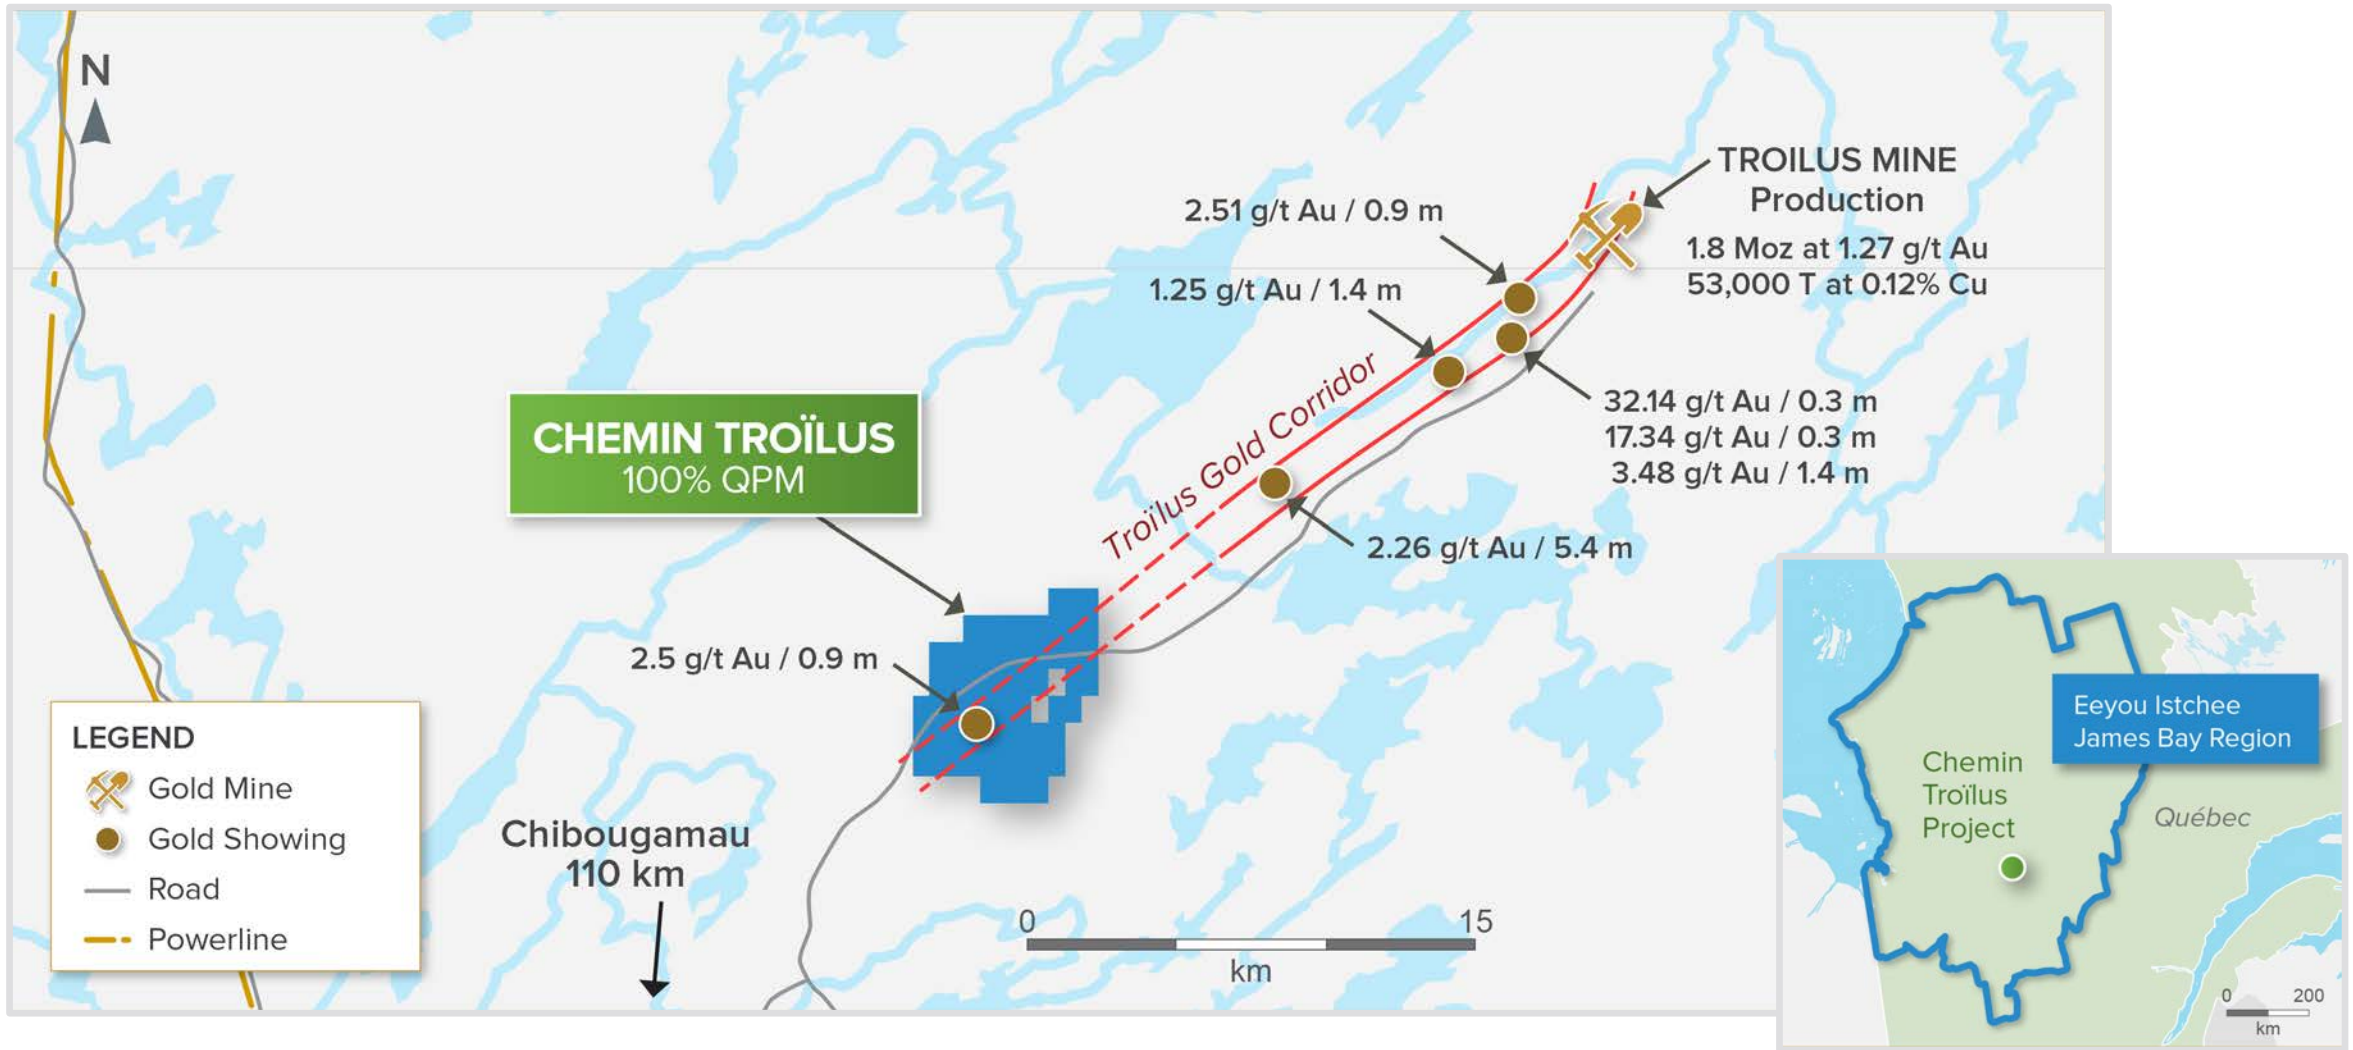 N
TROILUS MINE
Production
1.8 Moz at 1.27 g/t Au
53,000 T at 0.12% Cu
2.51 g/t Au / 0.9 m
1.25 g/t Au / 1.4 m
32.14 g/t Au / 0.3 m
17.34 g/t Au / 0.3 m
3.48 g/t Au / 1.4 m
Troïlus Gold Corridor
CHEMIN TROÏLUS
100% QPM
2.26 g/t Au / 5.4 m
2.5 g/t Au / 0.9 m
LEGEND
Gold Mine
Gold Showing
Road
Powerline
Chibougamau
110 km
0 15
km
Eeyou Istchee
James Bay Region
Chemin
Troïlus
Project
Québec
0 200
km